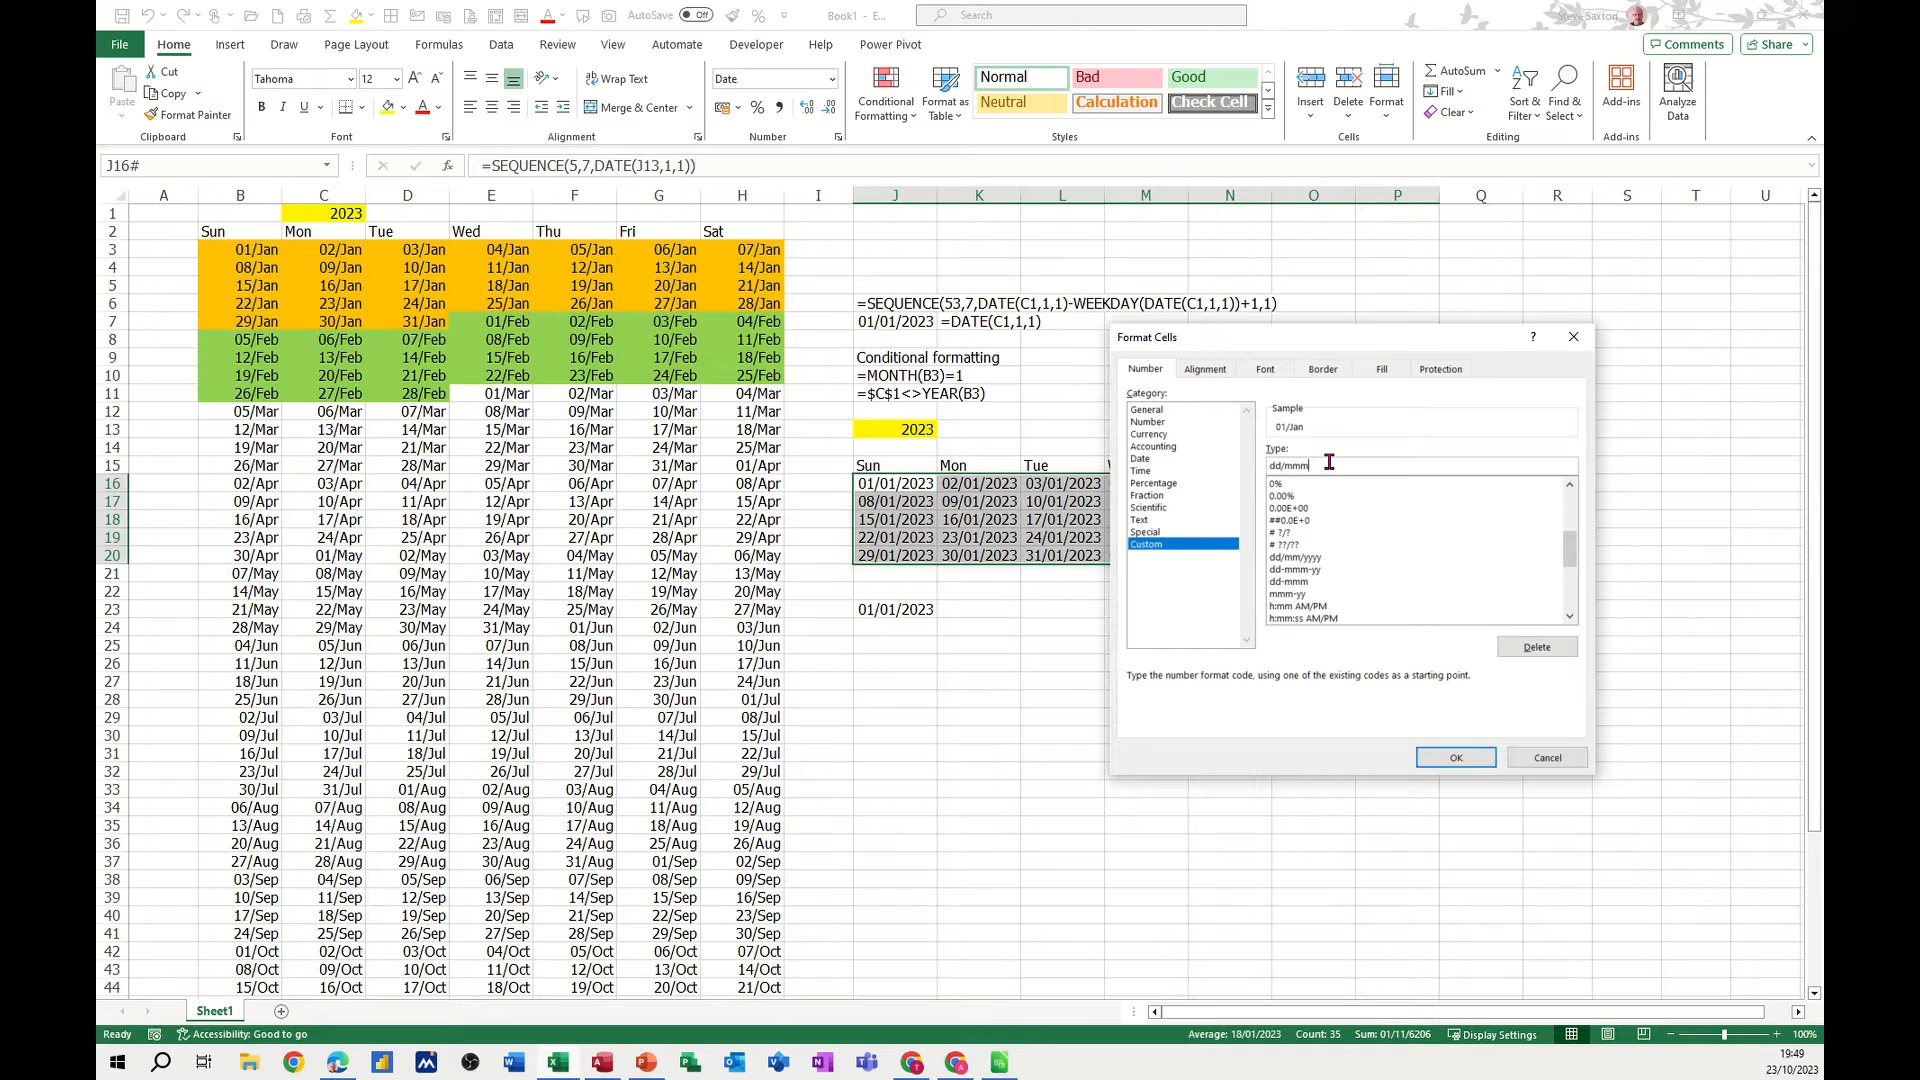 AutoSave Off Book1 - E... Search Steve Saxton
File Home Insert Draw Page Layout Formulas Data Review View Automate Developer Help Power Pivot Comments Share
Paste Cut Copy Format Painter Clipboard
Tahoma 12 B I U Font
Wrap Text Merge & Center Alignment
Date % Number
Conditional Formatting Format as Table Normal Bad Good Neutral Calculation Check Cell Styles
Insert Delete Format Cells
AutoSum Fill Clear Sort & Filter Find & Select Editing
Add-ins Add-ins
Analyze Data
J16# fx =SEQUENCE(5,7,DATE(J13,1,1))
A B C D E F G H I J K L M N O P Q R S T U
1 2023
2 Sun Mon Tue Wed Thu Fri Sat
3 01/Jan 02/Jan 03/Jan 04/Jan 05/Jan 06/Jan 07/Jan
4 08/Jan 09/Jan 10/Jan 11/Jan 12/Jan 13/Jan 14/Jan
5 15/Jan 16/Jan 17/Jan 18/Jan 19/Jan 20/Jan 21/Jan
6 22/Jan 23/Jan 24/Jan 25/Jan 26/Jan 27/Jan 28/Jan =SEQUENCE(53,7,DATE(C1,1,1)-WEEKDAY(DATE(C1,1,1))+1,1)
7 29/Jan 30/Jan 31/Jan 01/Feb 02/Feb 03/Feb 04/Feb 01/01/2023 =DATE(C1,1,1)
8 05/Feb 06/Feb 07/Feb 08/Feb 09/Feb 10/Feb 11/Feb
9 12/Feb 13/Feb 14/Feb 15/Feb 16/Feb 17/Feb 18/Feb Conditional formatting
10 19/Feb 20/Feb 21/Feb 22/Feb 23/Feb 24/Feb 25/Feb =MONTH(B3)=1
11 26/Feb 27/Feb 28/Feb 01/Mar 02/Mar 03/Mar 04/Mar =$C$1<>YEAR(B3)
12 05/Mar 06/Mar 07/Mar 08/Mar 09/Mar 10/Mar 11/Mar
13 12/Mar 13/Mar 14/Mar 15/Mar 16/Mar 17/Mar 18/Mar 2023
14 19/Mar 20/Mar 21/Mar 22/Mar 23/Mar 24/Mar 25/Mar
15 26/Mar 27/Mar 28/Mar 29/Mar 30/Mar 31/Mar 01/Apr Sun Mon Tue
16 02/Apr 03/Apr 04/Apr 05/Apr 06/Apr 07/Apr 08/Apr 01/01/2023 02/01/2023 03/01/2023
17 09/Apr 10/Apr 11/Apr 12/Apr 13/Apr 14/Apr 15/Apr 08/01/2023 09/01/2023 10/01/2023
18 16/Apr 17/Apr 18/Apr 19/Apr 20/Apr 21/Apr 22/Apr 15/01/2023 16/01/2023 17/01/2023
19 23/Apr 24/Apr 25/Apr 26/Apr 27/Apr 28/Apr 29/Apr 22/01/2023 23/01/2023 24/01/2023
20 30/Apr 01/May 02/May 03/May 04/May 05/May 06/May 29/01/2023 30/01/2023 31/01/2023
21 07/May 08/May 09/May 10/May 11/May 12/May 13/May
22 14/May 15/May 16/May 17/May 18/May 19/May 20/May
23 21/May 22/May 23/May 24/May 25/May 26/May 27/May 01/01/2023
24 28/May 29/May 30/May 31/May 01/Jun 02/Jun 03/Jun
25 04/Jun 05/Jun 06/Jun 07/Jun 08/Jun 09/Jun 10/Jun
26 11/Jun 12/Jun 13/Jun 14/Jun 15/Jun 16/Jun 17/Jun
27 18/Jun 19/Jun 20/Jun 21/Jun 22/Jun 23/Jun 24/Jun
28 25/Jun 26/Jun 27/Jun 28/Jun 29/Jun 30/Jun 01/Jul
29 02/Jul 03/Jul 04/Jul 05/Jul 06/Jul 07/Jul 08/Jul
30 09/Jul 10/Jul 11/Jul 12/Jul 13/Jul 14/Jul 15/Jul
31 16/Jul 17/Jul 18/Jul 19/Jul 20/Jul 21/Jul 22/Jul
32 23/Jul 24/Jul 25/Jul 26/Jul 27/Jul 28/Jul 29/Jul
33 30/Jul 31/Jul 01/Aug 02/Aug 03/Aug 04/Aug 05/Aug
34 06/Aug 07/Aug 08/Aug 09/Aug 10/Aug 11/Aug 12/Aug
35 13/Aug 14/Aug 15/Aug 16/Aug 17/Aug 18/Aug 19/Aug
36 20/Aug 21/Aug 22/Aug 23/Aug 24/Aug 25/Aug 26/Aug
37 27/Aug 28/Aug 29/Aug 30/Aug 31/Aug 01/Sep 02/Sep
38 03/Sep 04/Sep 05/Sep 06/Sep 07/Sep 08/Sep 09/Sep
39 10/Sep 11/Sep 12/Sep 13/Sep 14/Sep 15/Sep 16/Sep
40 17/Sep 18/Sep 19/Sep 20/Sep 21/Sep 22/Sep 23/Sep
41 24/Sep 25/Sep 26/Sep 27/Sep 28/Sep 29/Sep 30/Sep
42 01/Oct 02/Oct 03/Oct 04/Oct 05/Oct 06/Oct 07/Oct
43 08/Oct 09/Oct 10/Oct 11/Oct 12/Oct 13/Oct 14/Oct
44 15/Oct 16/Oct 17/Oct 18/Oct 19/Oct 20/Oct 21/Oct
Format Cells ?
Number Alignment Font Border Fill Protection
Category:
General
Number
Currency
Accounting
Date
Time
Percentage
Fraction
Scientific
Text
Special
Custom
Sample
01/Jan
Type:
dd/mmm
0%
0.00%
0.00E+00
##0.0E+0
# ?/?
# ??/??
dd/mm/yyyy
dd-mmm-yy
dd-mmm
mmm-yy
h:mm AM/PM
h:mm:ss AM/PM
Delete
Type the number format code, using one of the existing codes as a starting point.
OK Cancel
Sheet1
Ready Accessibility: Good to go Average: 18/01/2023 Count: 35 Sum: 01/11/6206 Display Settings 100%
19:49
23/10/2023